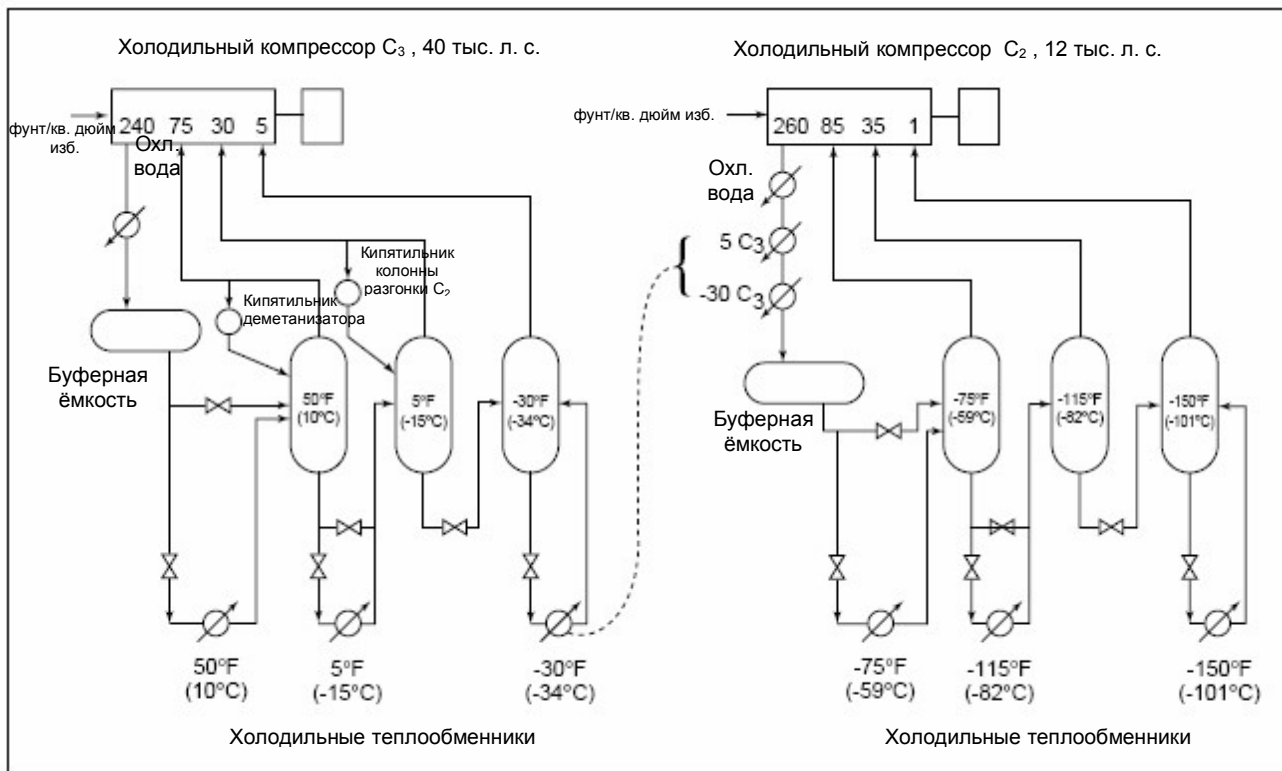 Холодильный компрессор С₃ , 40 тыс. л. с.
фунт/кв. дюйм изб.
240 75 30 5
Охл.
вода
Кипятильник
колонны
разгонки С₂
Кипятильник
деметанизатора
Буферная
ёмкость
50°F
(10°C)
5°F
(-15°C)
-30°F
(-34°C)
50°F
(10°C)
5°F
(-15°C)
-30°F
(-34°C)
Холодильные теплообменники
Холодильный компрессор С₂ , 12 тыс. л. с.
фунт/кв. дюйм изб.
260 85 35 1
Охл.
вода
5 C₃
-30 C₃
Буферная
ёмкость
-75°F
(-59°C)
-115°F
(-82°C)
-150°F
(-101°C)
-75°F
(-59°C)
-115°F
(-82°C)
-150°F
(-101°C)
Холодильные теплообменники